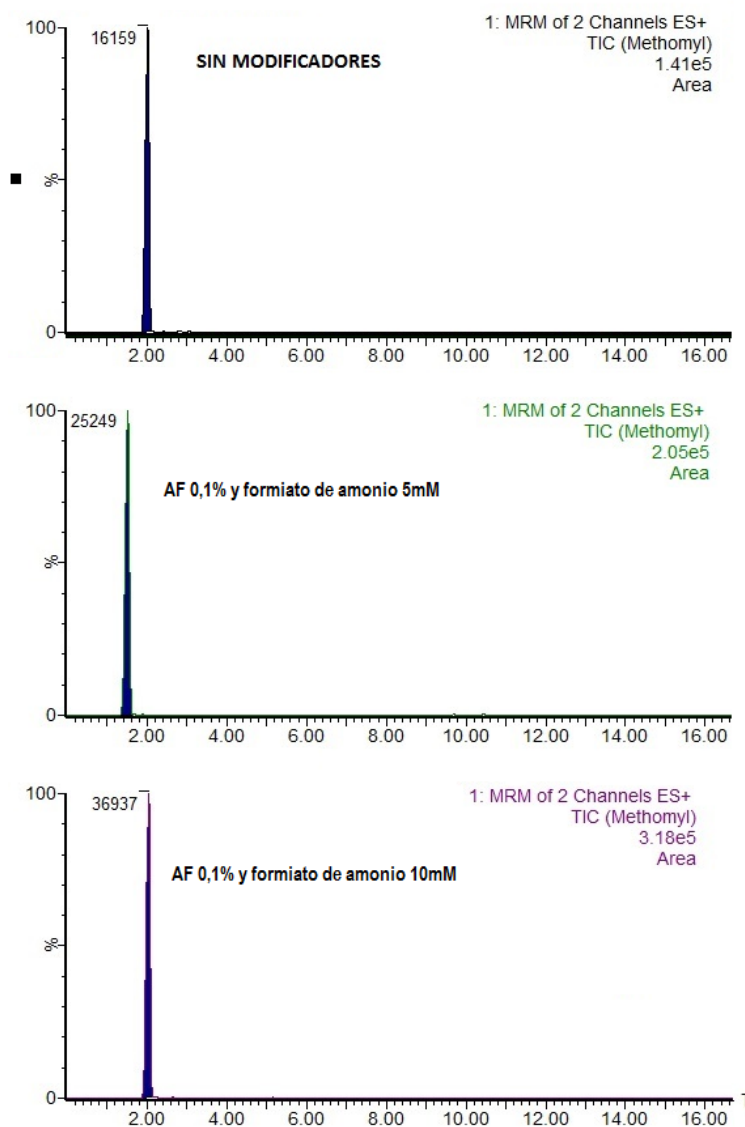 1: MRM of 2 Channels ES+
TIC (Methomyl)
1.41e5
Area
100
16159
SIN MODIFICADORES
%
0
2.00 4.00 6.00 8.00 10.00 12.00 14.00 16.00
1: MRM of 2 Channels ES+
TIC (Methomyl)
2.05e5
Area
100
25249
AF 0,1% y formiato de amonio 5mM
%
0
2.00 4.00 6.00 8.00 10.00 12.00 14.00 16.00
1: MRM of 2 Channels ES+
TIC (Methomyl)
3.18e5
Area
100
36937
AF 0,1% y formiato de amonio 10mM
%
0
2.00 4.00 6.00 8.00 10.00 12.00 14.00 16.00